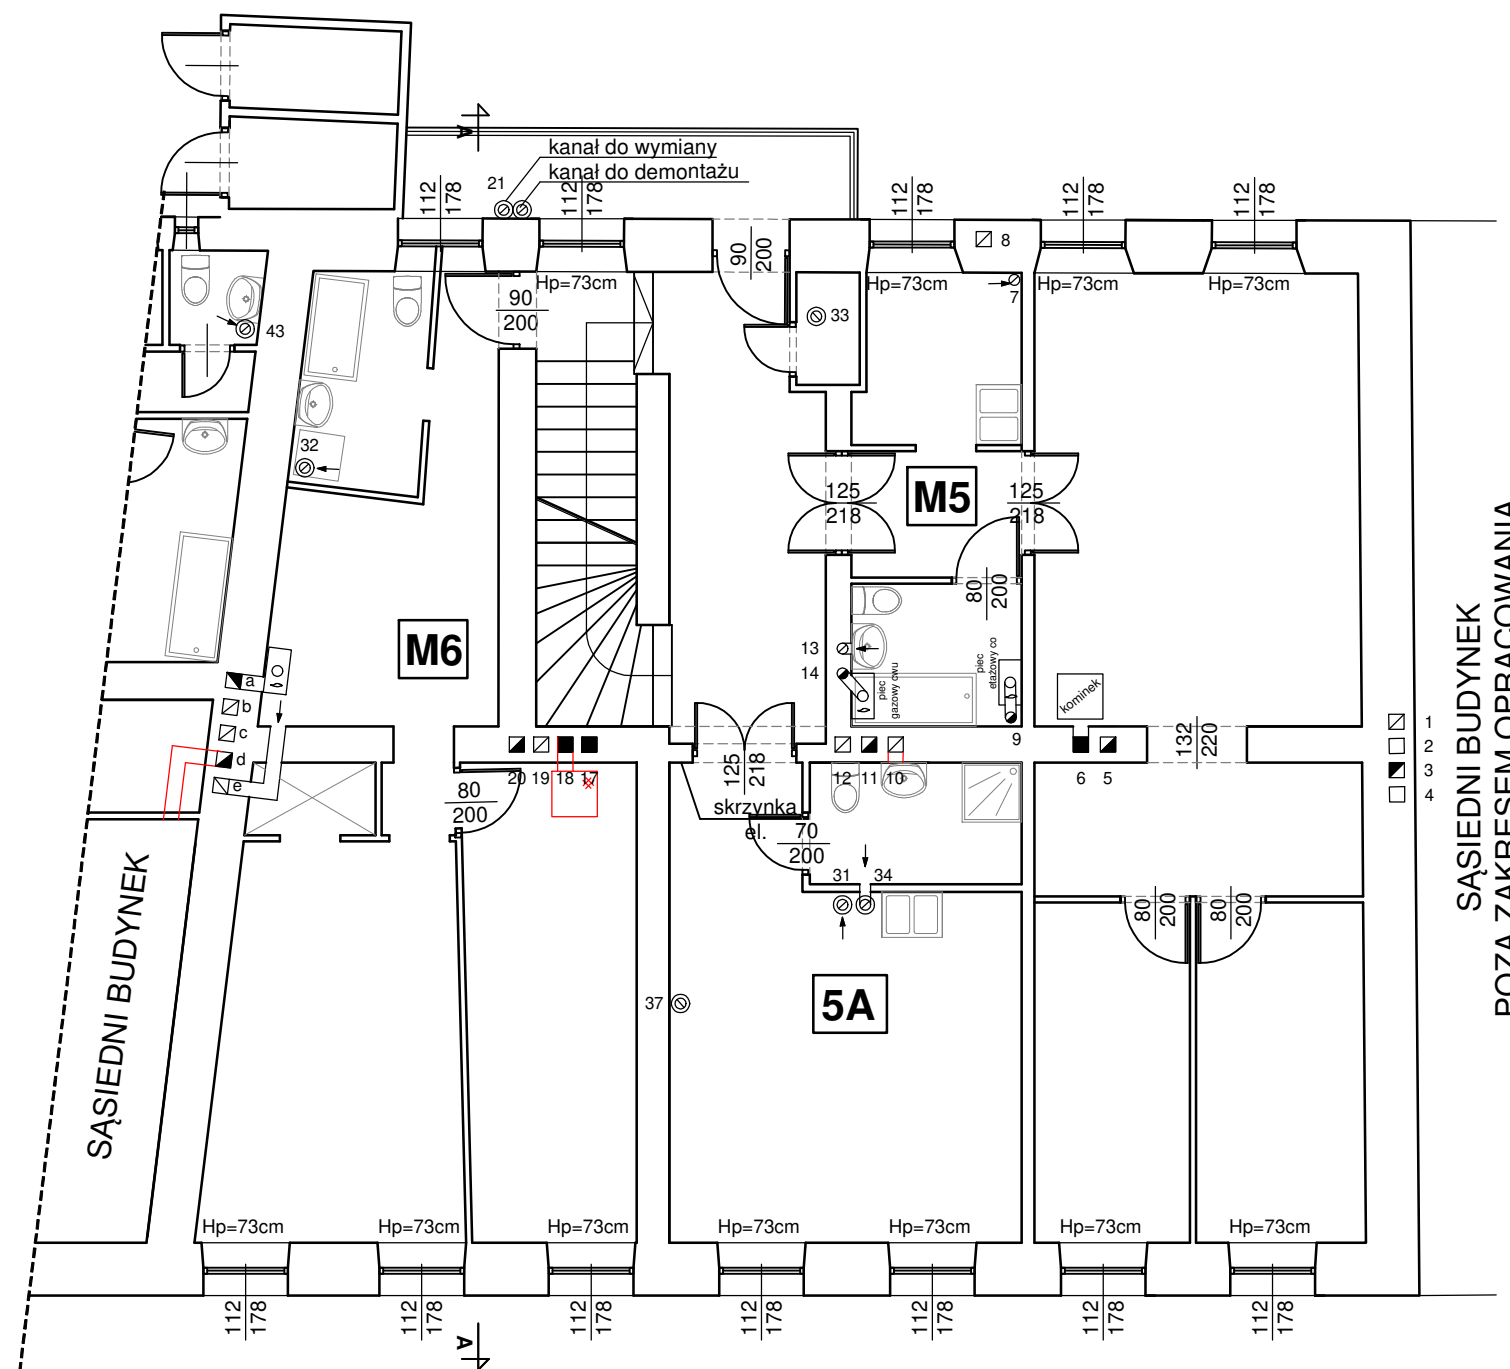 kanał do wymiany
kanał do demontażu
21
112
178
112
178
112
178
112
178
112
178
A
8
90
200
90
200
Hp=73cm
Hp=73cm
Hp=73cm
Hp=73cm
7
33
43
32
125
218
M5
125
218
80
200
M6
13
14
piec
gazowy cwu
piec
etażowy co
kominek
a
b
c
d
e
9
132
220
1
2
3
4
20
19
18
17
125
218
12
11
10
6
5
80
200
skrzynka
el.
70
200
31
34
80
200
80
200
37
5A
SĄSIEDNI BUDYNEK
SĄSIEDNI BUDYNEK
POZA ZAKRESEM OPRACOWANIA
Hp=73cm
Hp=73cm
Hp=73cm
Hp=73cm
Hp=73cm
Hp=73cm
Hp=73cm
112
178
112
178
112
178
112
178
112
178
112
178
112
178
A